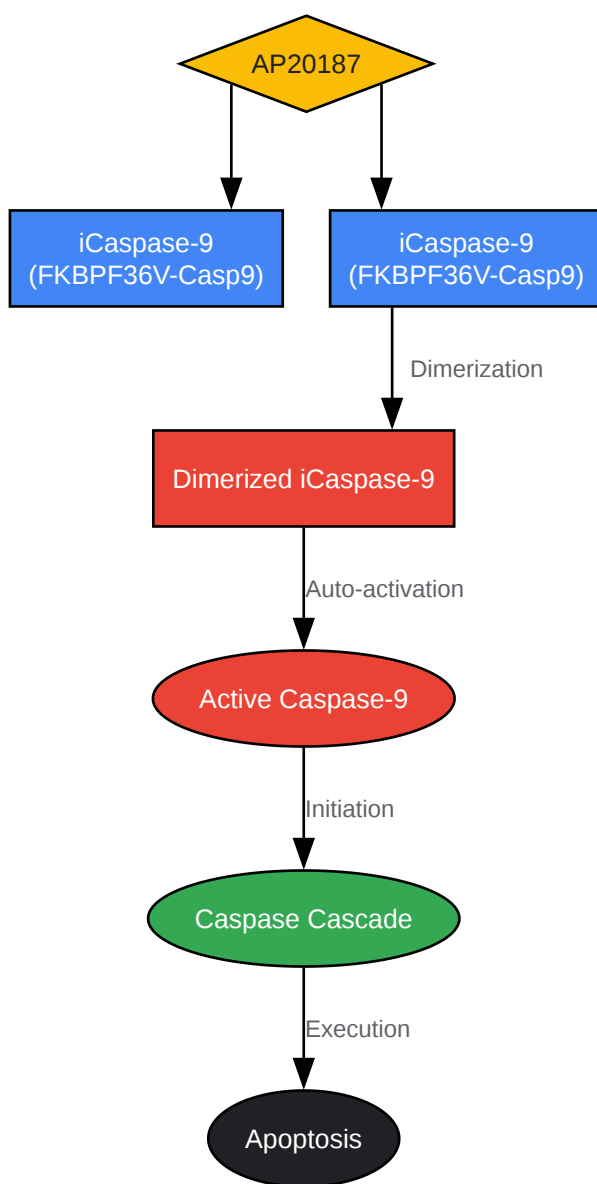 AP20187
iCaspase-9
(FKBPF36V-Casp9)
iCaspase-9
(FKBPF36V-Casp9)
Dimerization
Dimerized iCaspase-9
Auto-activation
Active Caspase-9
Initiation
Caspase Cascade
Execution
Apoptosis